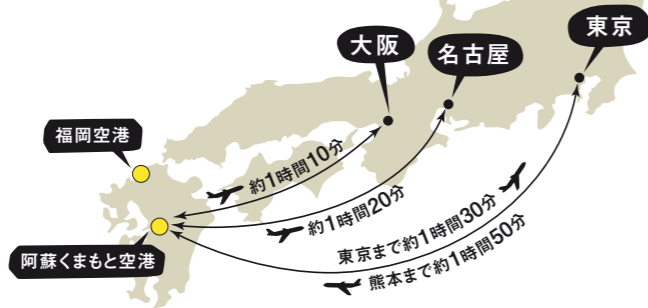 東京
大阪
名古屋
福岡空港
約1時間10分
約1時間20分
東京まで約1時間30分
熊本まで約1時間50分
阿蘇くまもと空港